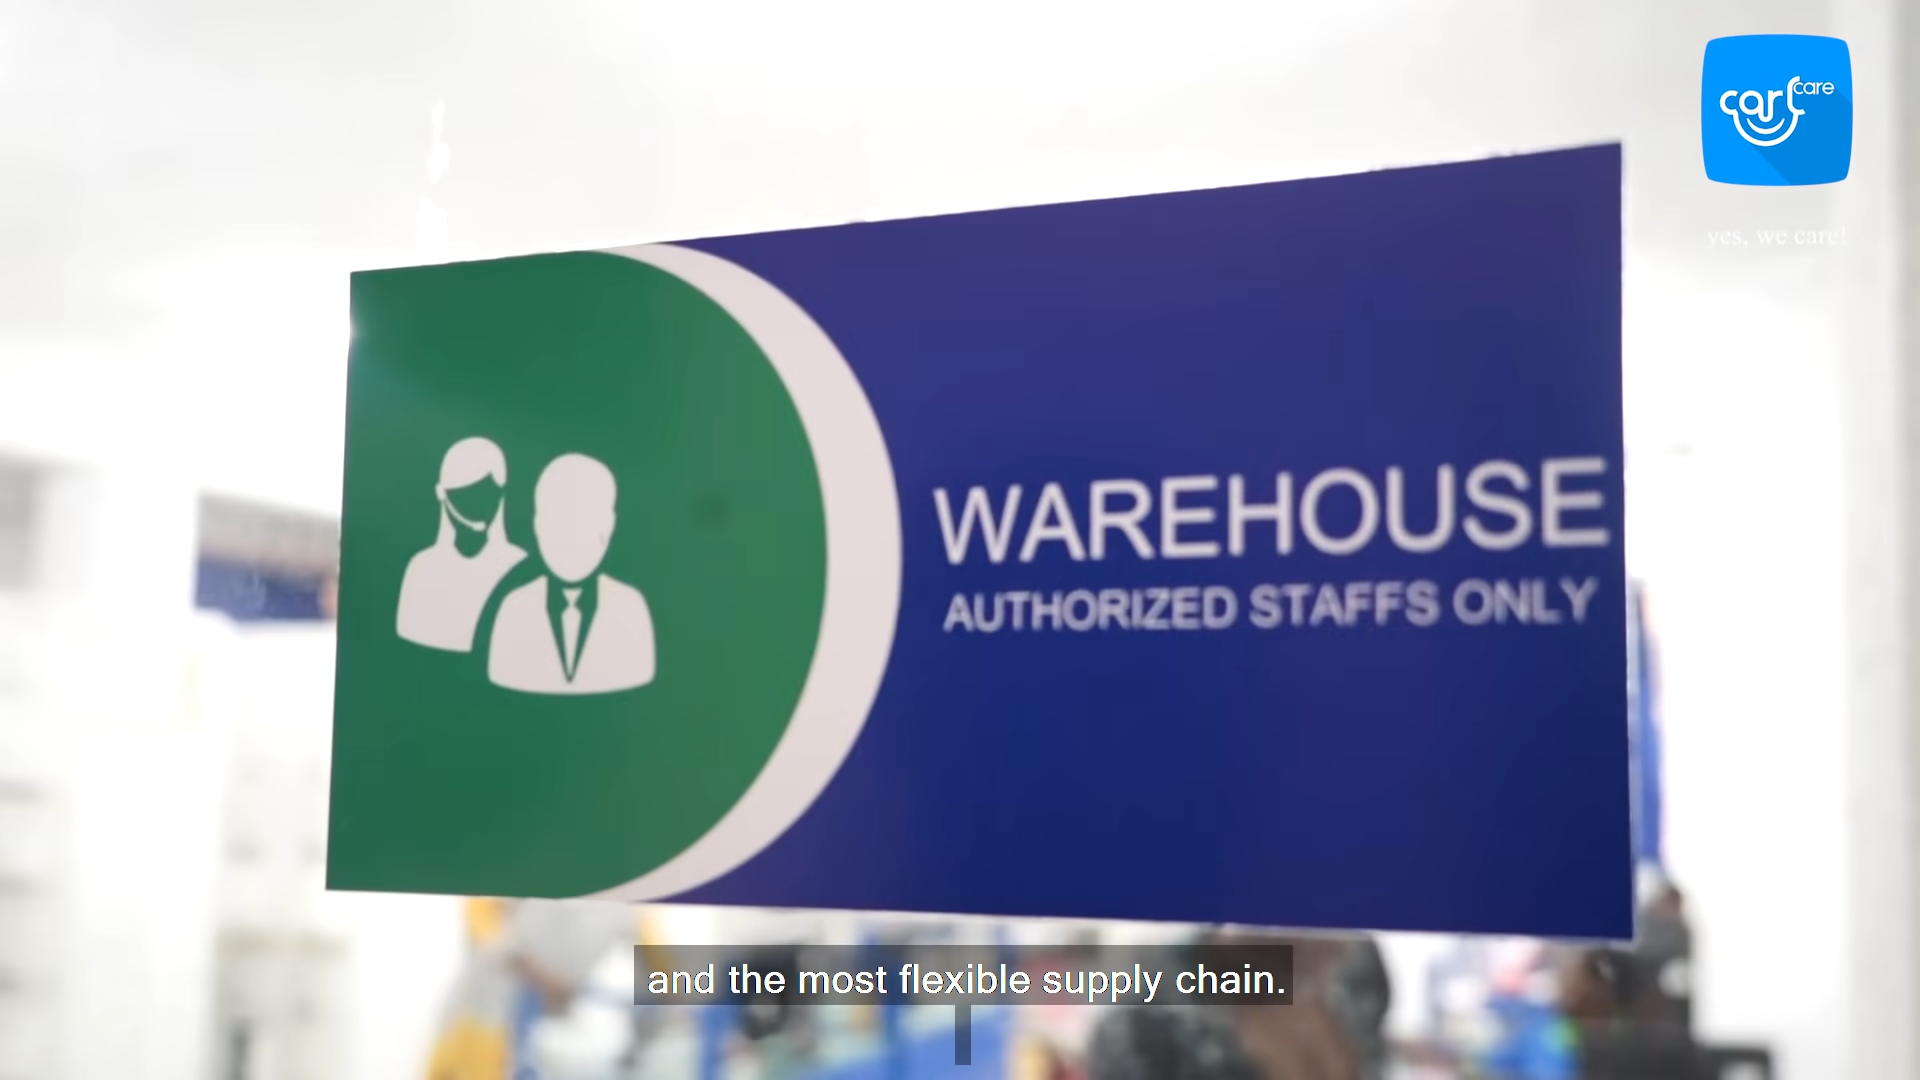 carlcare
yes, we care!
WAREHOUSE
AUTHORIZED STAFFS ONLY
and the most flexible supply chain.